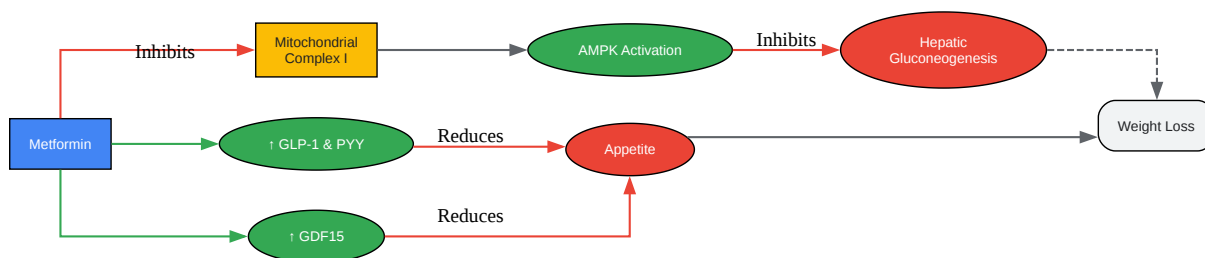 Inhibits
Mitochondrial
Complex I
AMPK Activation
Inhibits
Hepatic
Gluconeogenesis
Metformin
↑ GLP-1 & PYY
Reduces
Appetite
Weight Loss
↑ GDF15
Reduces